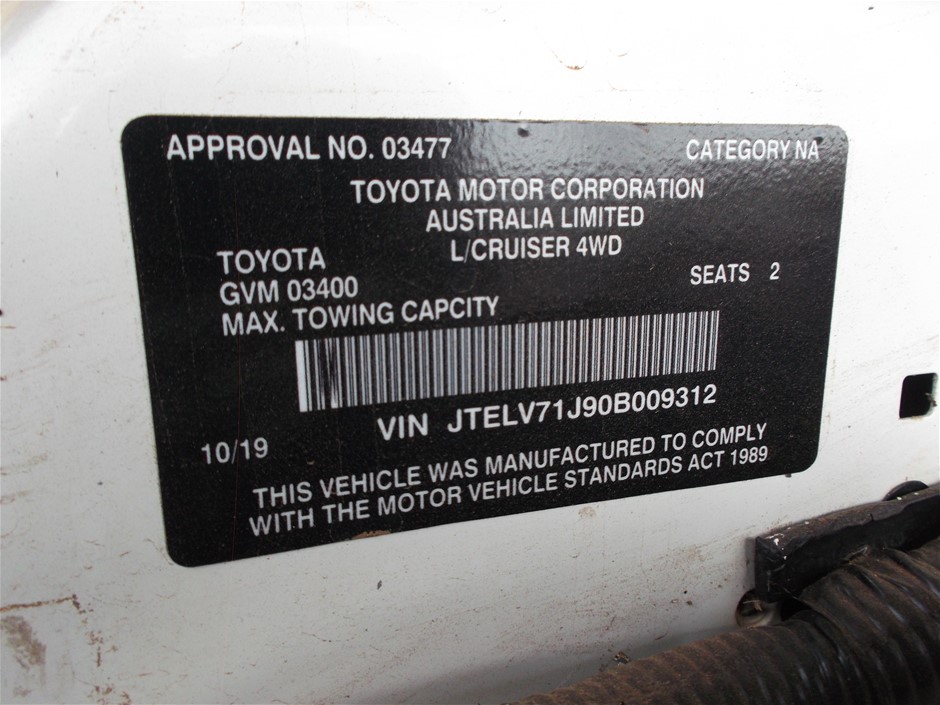 APPROVAL NO. 03477 CATEGORY NA
TOYOTA MOTOR CORPORATION
AUSTRALIA LIMITED
L/CRUISER 4WD
TOYOTA
GVM 03400 SEATS 2
MAX. TOWING CAPCITY
VIN JTELV71J90B009312
10/19
THIS VEHICLE WAS MANUFACTURED TO COMPLY
WITH THE MOTOR VEHICLE STANDARDS ACT 1989